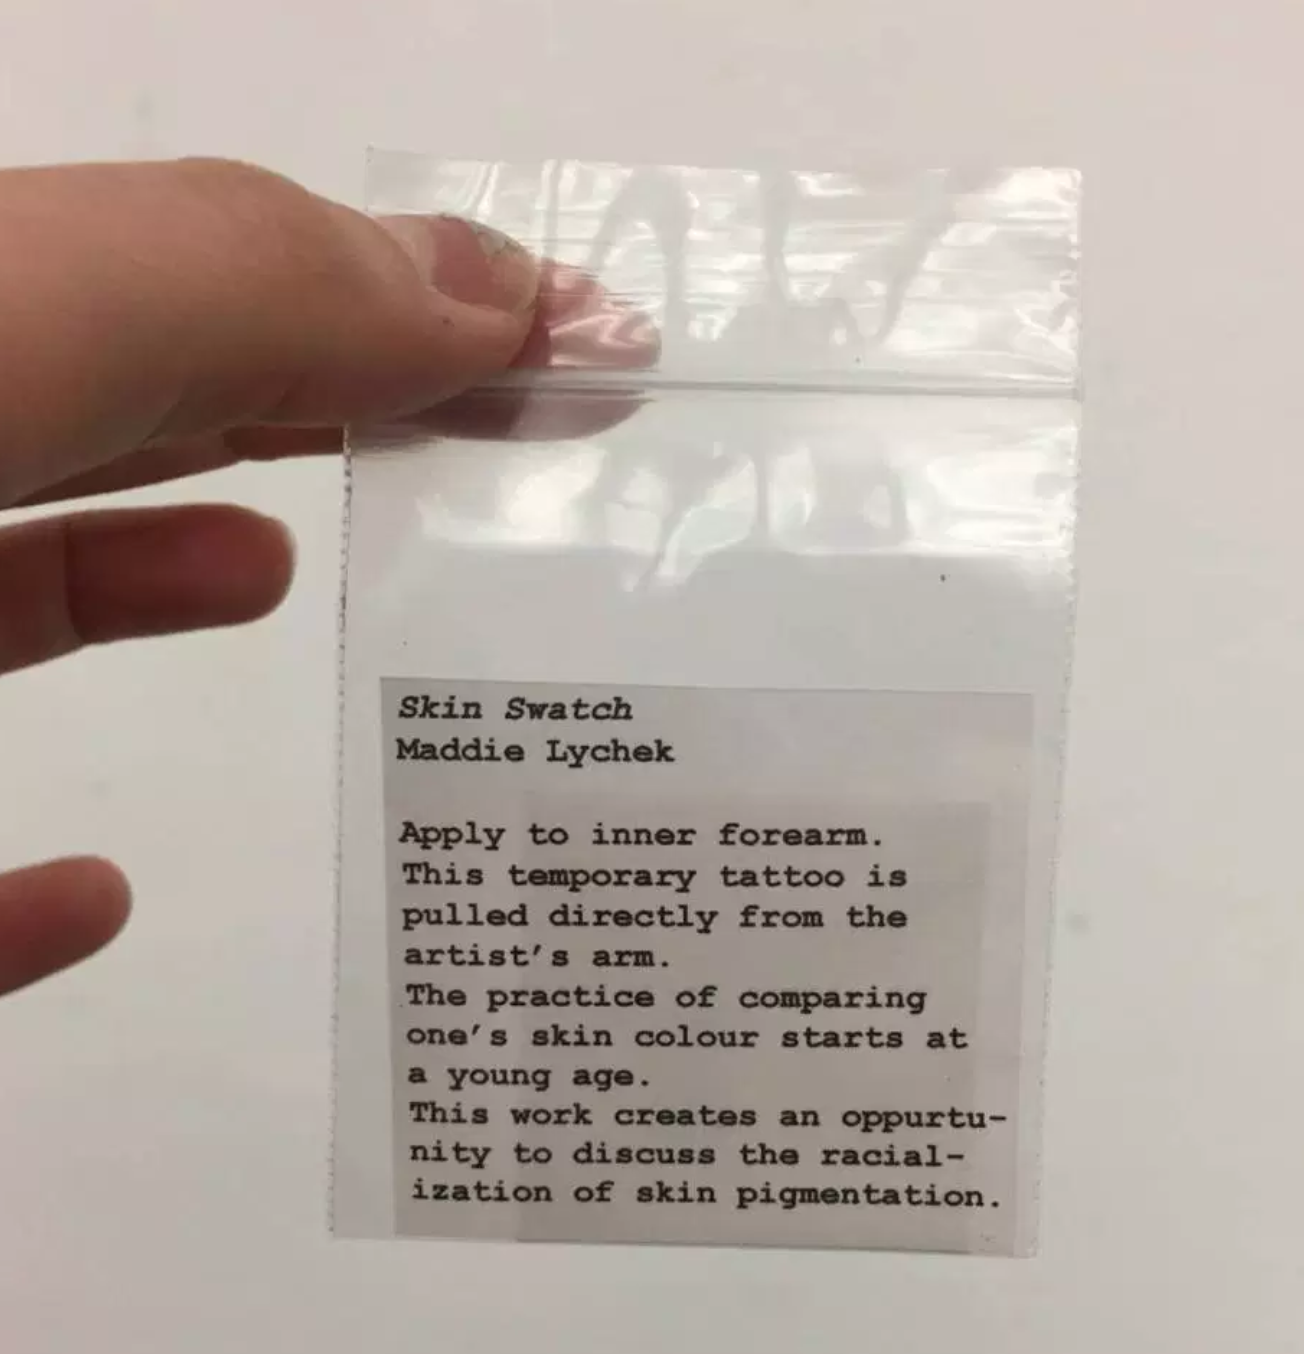 Skin Swatch
Maddie Lychek
Apply to inner forearm.
This temporary tattoo is
pulled directly from the
artist's arm.
The practice of comparing
one's skin colour starts at
a young age.
This work creates an oppurtu-
nity to discuss the racial-
ization of skin pigmentation.